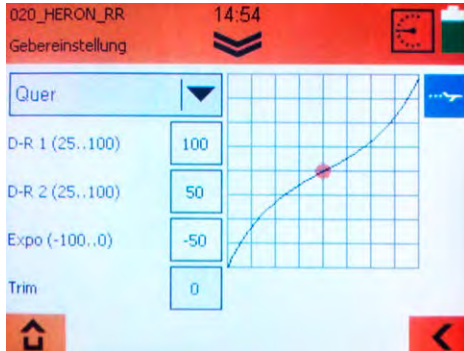 020_HERON_RR 14:54
Gebereinstellung
Quer
D-R 1 (25..100) 100
D-R 2 (25..100) 50
Expo (-100..0) -50
Trim 0